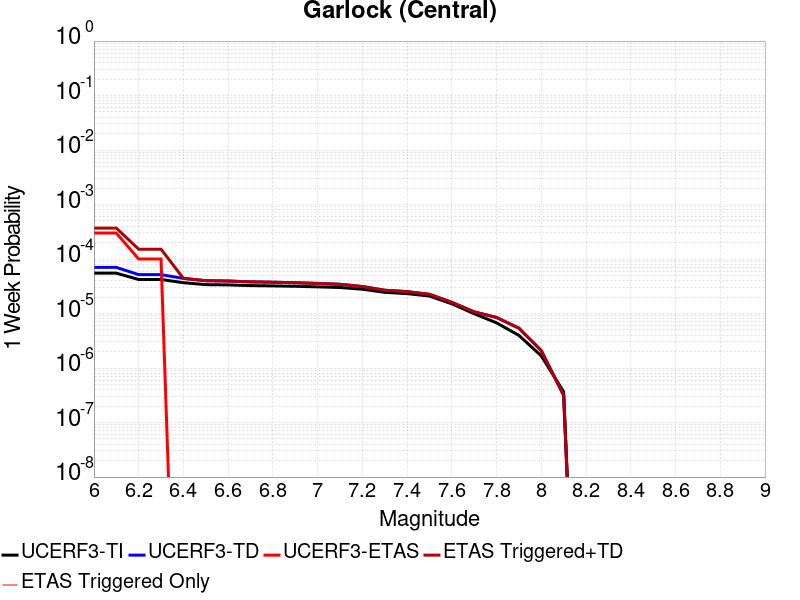 Garlock (Central)
10^0
10^-1
10^-2
10^-3
10^-4
10^-5
10^-6
10^-7
10^-8
1 Week Probability
6 6.2 6.4 6.6 6.8 7 7.2 7.4 7.6 7.8 8 8.2 8.4 8.6 8.8 9
Magnitude
UCERF3-TI UCERF3-TD UCERF3-ETAS ETAS Triggered+TD
ETAS Triggered Only